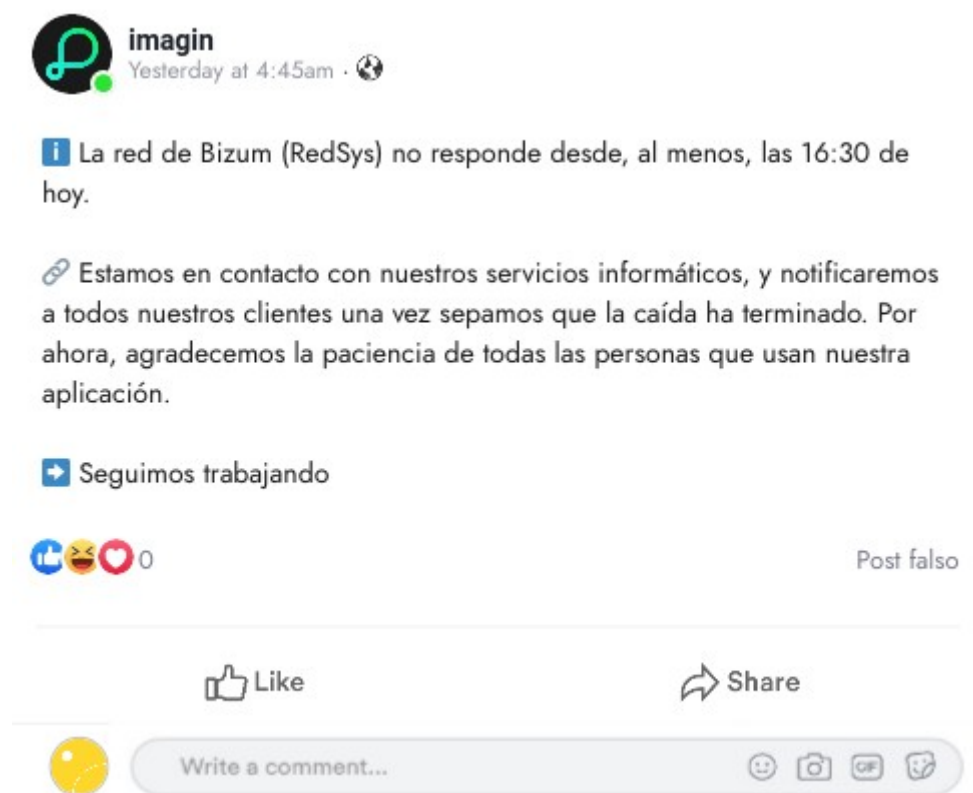 imagin
Yesterday at 4:45am ·
i La red de Bizum (RedSys) no responde desde, al menos, las 16:30 de
hoy.
Estamos en contacto con nuestros servicios informáticos, y notificaremos
a todos nuestros clientes una vez sepamos que la caída ha terminado. Por
ahora, agradecemos la paciencia de todas las personas que usan nuestra
aplicación.
Seguimos trabajando
0 Post falso
Like Share
Write a comment... GIF